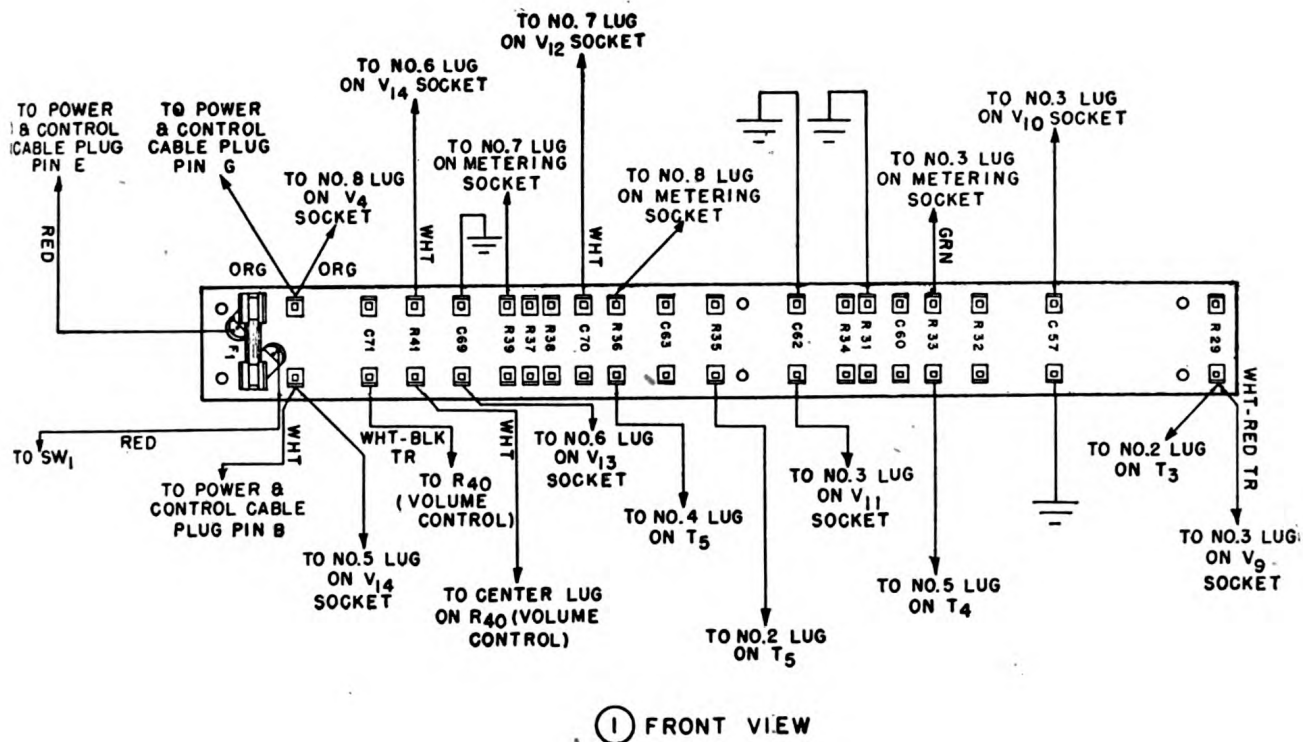 TO NO. 7 LUG
ON V12 SOCKET
TO NO.6 LUG
ON V14 SOCKET
TO POWER
& CONTROL
CABLE PLUG
PIN E
TO POWER
& CONTROL
CABLE PLUG
PIN G
TO NO.8 LUG
ON V4
SOCKET
TO NO.7 LUG
ON METERING
SOCKET
TO NO. 8 LUG
ON METERING
SOCKET
TO NO.3 LUG
ON METERING
SOCKET
TO NO.3 LUG
ON V10 SOCKET
RED
ORG
ORG
WHT
WHT
GRN
F1
C71
R41
C69
R39
R37
R38
C70
R36
C63
R35
C62
R34
R31
C60
R33
R32
C57
R29
TO SW1
RED
WHT
WHT-BLK
TR
WHT
WHT-RED TR
TO POWER &
CONTROL CABLE
PLUG PIN B
TO NO.5 LUG
ON V14
SOCKET
TO R40
(VOLUME
CONTROL)
TO CENTER LUG
ON R40 (VOLUME
CONTROL)
TO NO.6 LUG
ON V13
SOCKET
TO NO.4 LUG
ON T5
TO NO.2 LUG
ON T5
TO NO.3 LUG
ON V11
SOCKET
TO NO.5 LUG
ON T4
TO NO.2 LUG
ON T3
TO NO.3 LUG
ON V9
SOCKET
1 FRONT VIEW